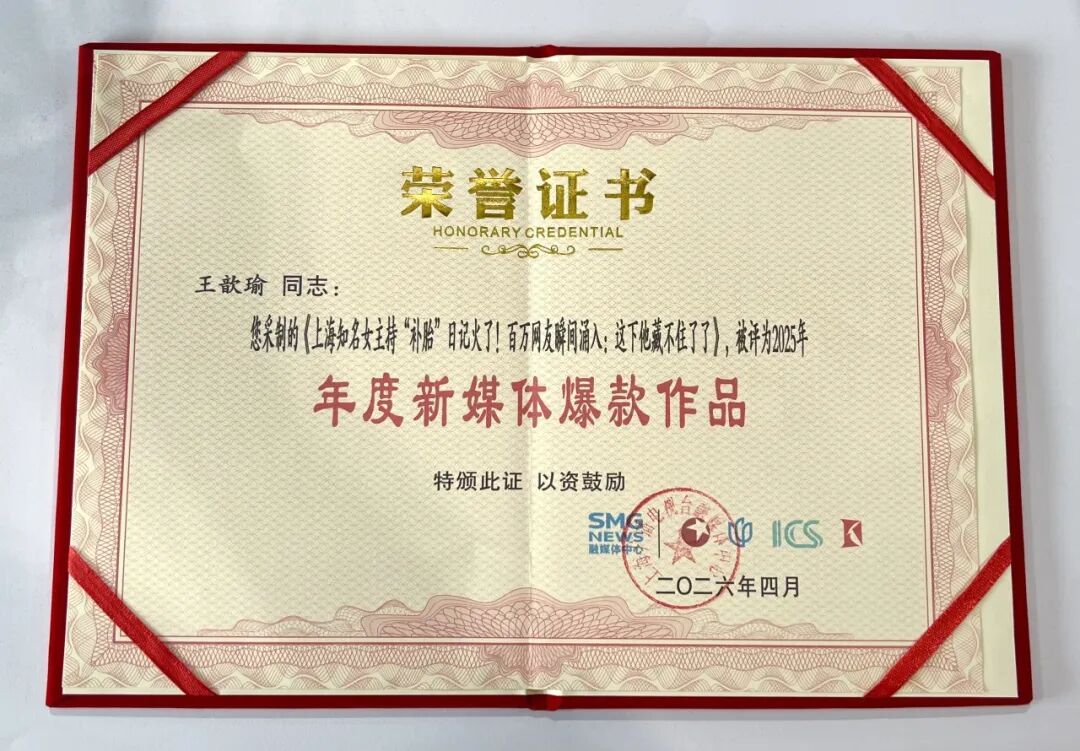 荣誉证书
HONORARY CREDENTIAL
王歆瑜 同志：
您采制的《上海知名女主持“补胎”日记火了！百万网友瞬间涌入：这下他藏不住了了》，被评为2025年
年度新媒体爆款作品
特颁此证 以资鼓励
SMG
NEWS
融媒体中心
ICS
K
二〇二六年四月